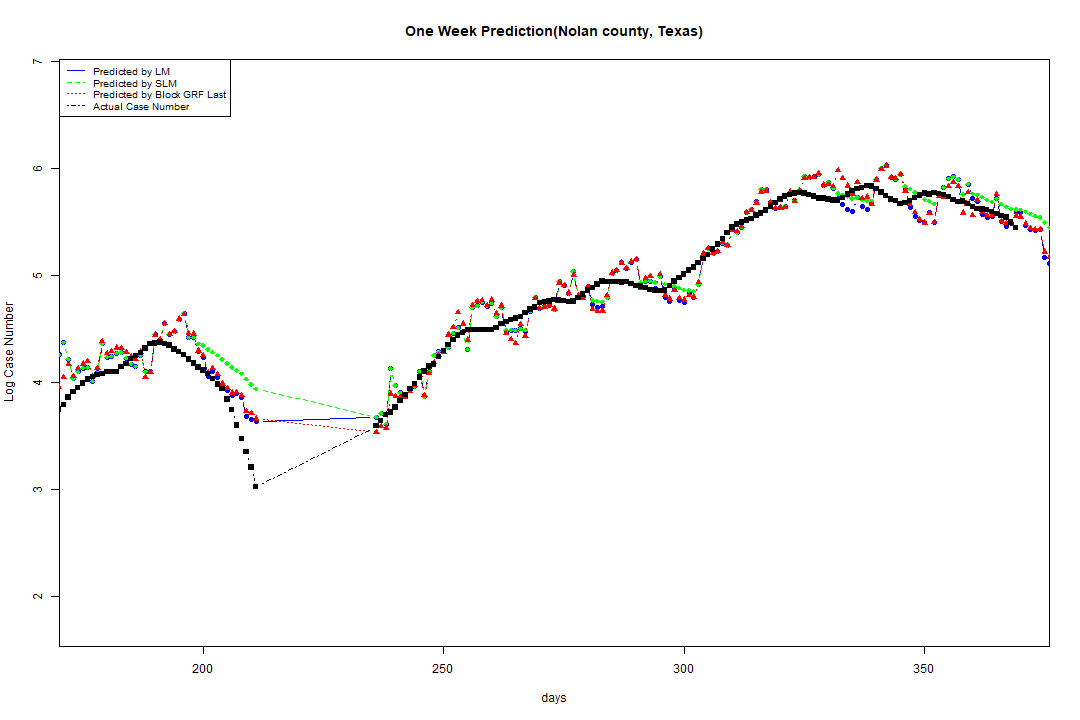 One Week Prediction(Nolan county, Texas)
Predicted by LM
Predicted by SLM
Predicted by Block GRF Last
Actual Case Number
7
6
5
4
3
2
Log Case Number
200 250 300 350
days